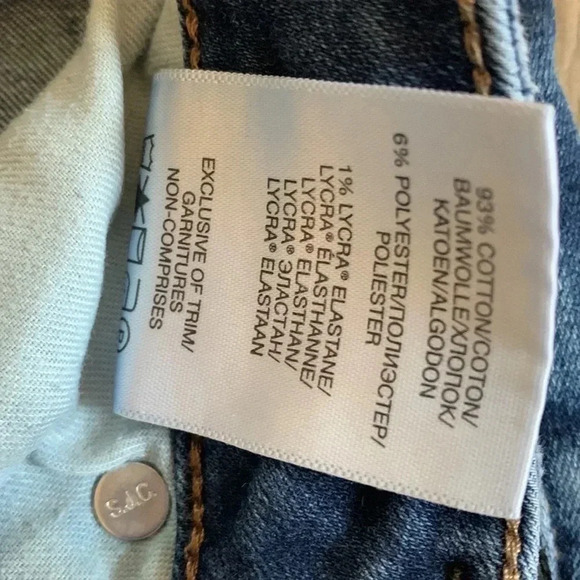 93% COTTON/COTON/
BAUMWOLLE/ХЛОПОК/
KATOEN/ALGODON
6% POLYESTER/ПОЛИЭСТЕР/
POLIESTER
1% LYCRA® ELASTANE/
LYCRA® ÉLASTHANNE/
LYCRA® ELASTHAN/
LYCRA® ЭЛАСТАН/
LYCRA® ELASTAAN
EXCLUSIVE OF TRIM/
GARNITURES
NON-COMPRISES
S.J.C.